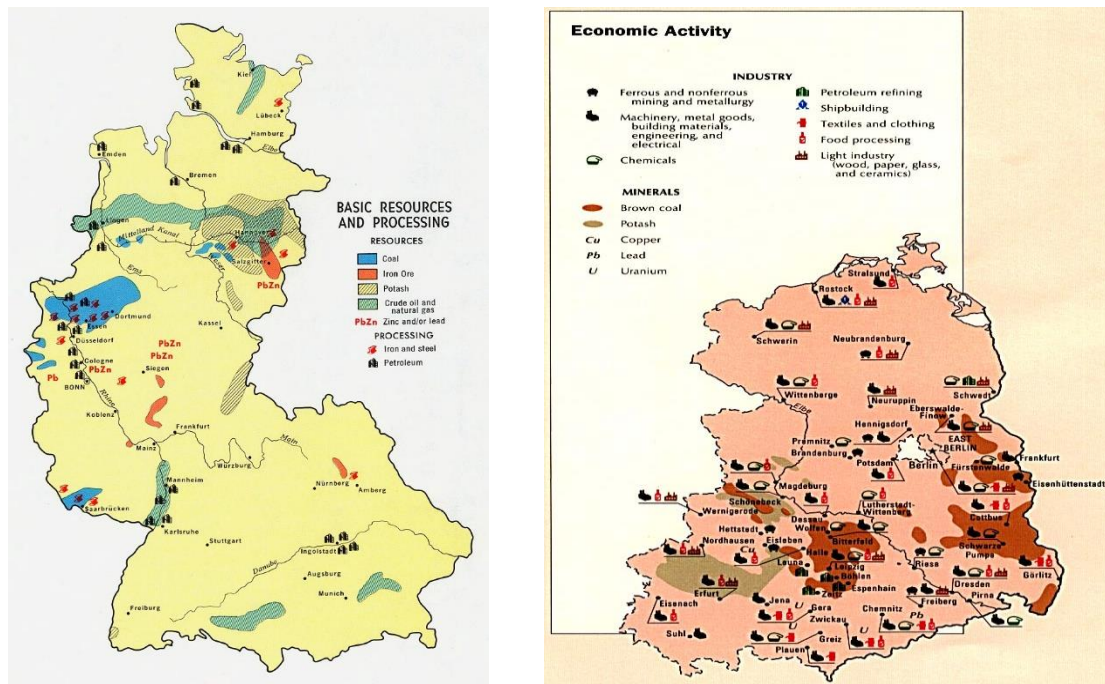 Kiel
Lübeck
Hamburg
Elbe
Emden
Bremen
Lingen
Mittelland Kanal
Hannover
Weser
Salzgitter
PbZn
Ems
BASIC RESOURCES
AND PROCESSING
RESOURCES
Coal
Iron Ore
Potash
Crude oil and
natural gas
PbZn Zinc and/or lead
PROCESSING
Iron and steel
Petroleum
Dortmund
Essen
Düsseldorf
Kassel
PbZn
PbZn
Cologne
Pb
PbZn
BONN
Siegen
Rhine
Koblenz
Frankfurt
Mainz
Main
Würzburg
Mannheim
Nürnberg
Amberg
Saarbrücken
Karlsruhe
Stuttgart
Ingolstadt
Danube
Augsburg
Munich
Freiburg
Economic Activity
INDUSTRY
Ferrous and nonferrous
mining and metallurgy
Machinery, metal goods,
building materials,
engineering, and
electrical
Chemicals
Petroleum refining
Shipbuilding
Textiles and clothing
Food processing
Light industry
(wood, paper, glass,
and ceramics)
MINERALS
Brown coal
Potash
Cu Copper
Pb Lead
U Uranium
Stralsund
Rostock
Schwerin
Neubrandenburg
Wittenberge
Elbe
Neuruppin
Schwedt
Eberswalde-
Finow
Hennigsdorf
EAST
BERLIN
Premnitz
Brandenburg
Potsdam
Berlin
Frankfurt
Fürstenwalde
Eisenhüttenstadt
Magdeburg
Schönebeck
Wernigerode
Lutherstadt-
Wittenberg
Dessau
Wolfen
Cottbus
Hettstedt
Bitterfeld
Nordhausen
Eisleben
Cu
Halle
Schwarze
Pumpe
Leuna
Leipzig
Riesa
Böhlen
Görlitz
Espenhain
Zeitz
Dresden
Erfurt
Eisenach
Jena
Freiberg
Pirna
U
Gera
Chemnitz
Pb
Zwickau
U
U
Suhl
Greiz
Plauen